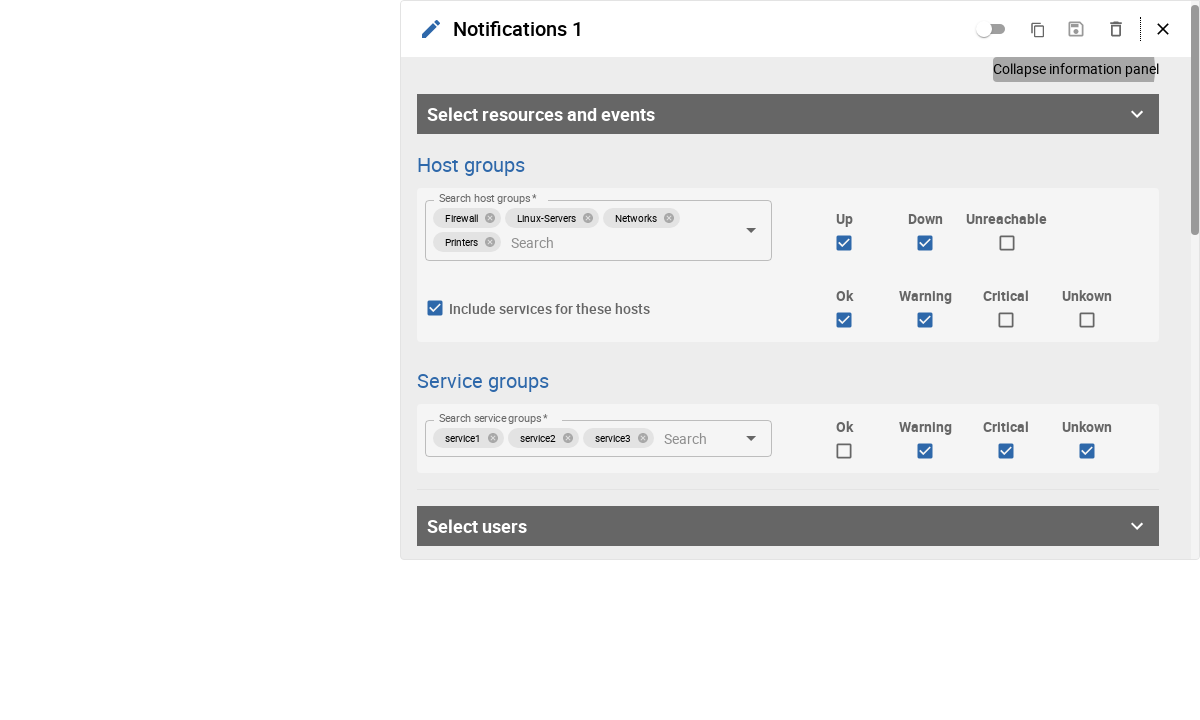 Notifications 1
Collapse information panel
Select resources and events
Host groups
Search host groups *
Firewall Linux-Servers Networks
Printers Search
Up Down Unreachable
Include services for these hosts
Ok Warning Critical Unkown
Service groups
Search service groups *
service1 service2 service3 Search
Ok Warning Critical Unkown
Select users